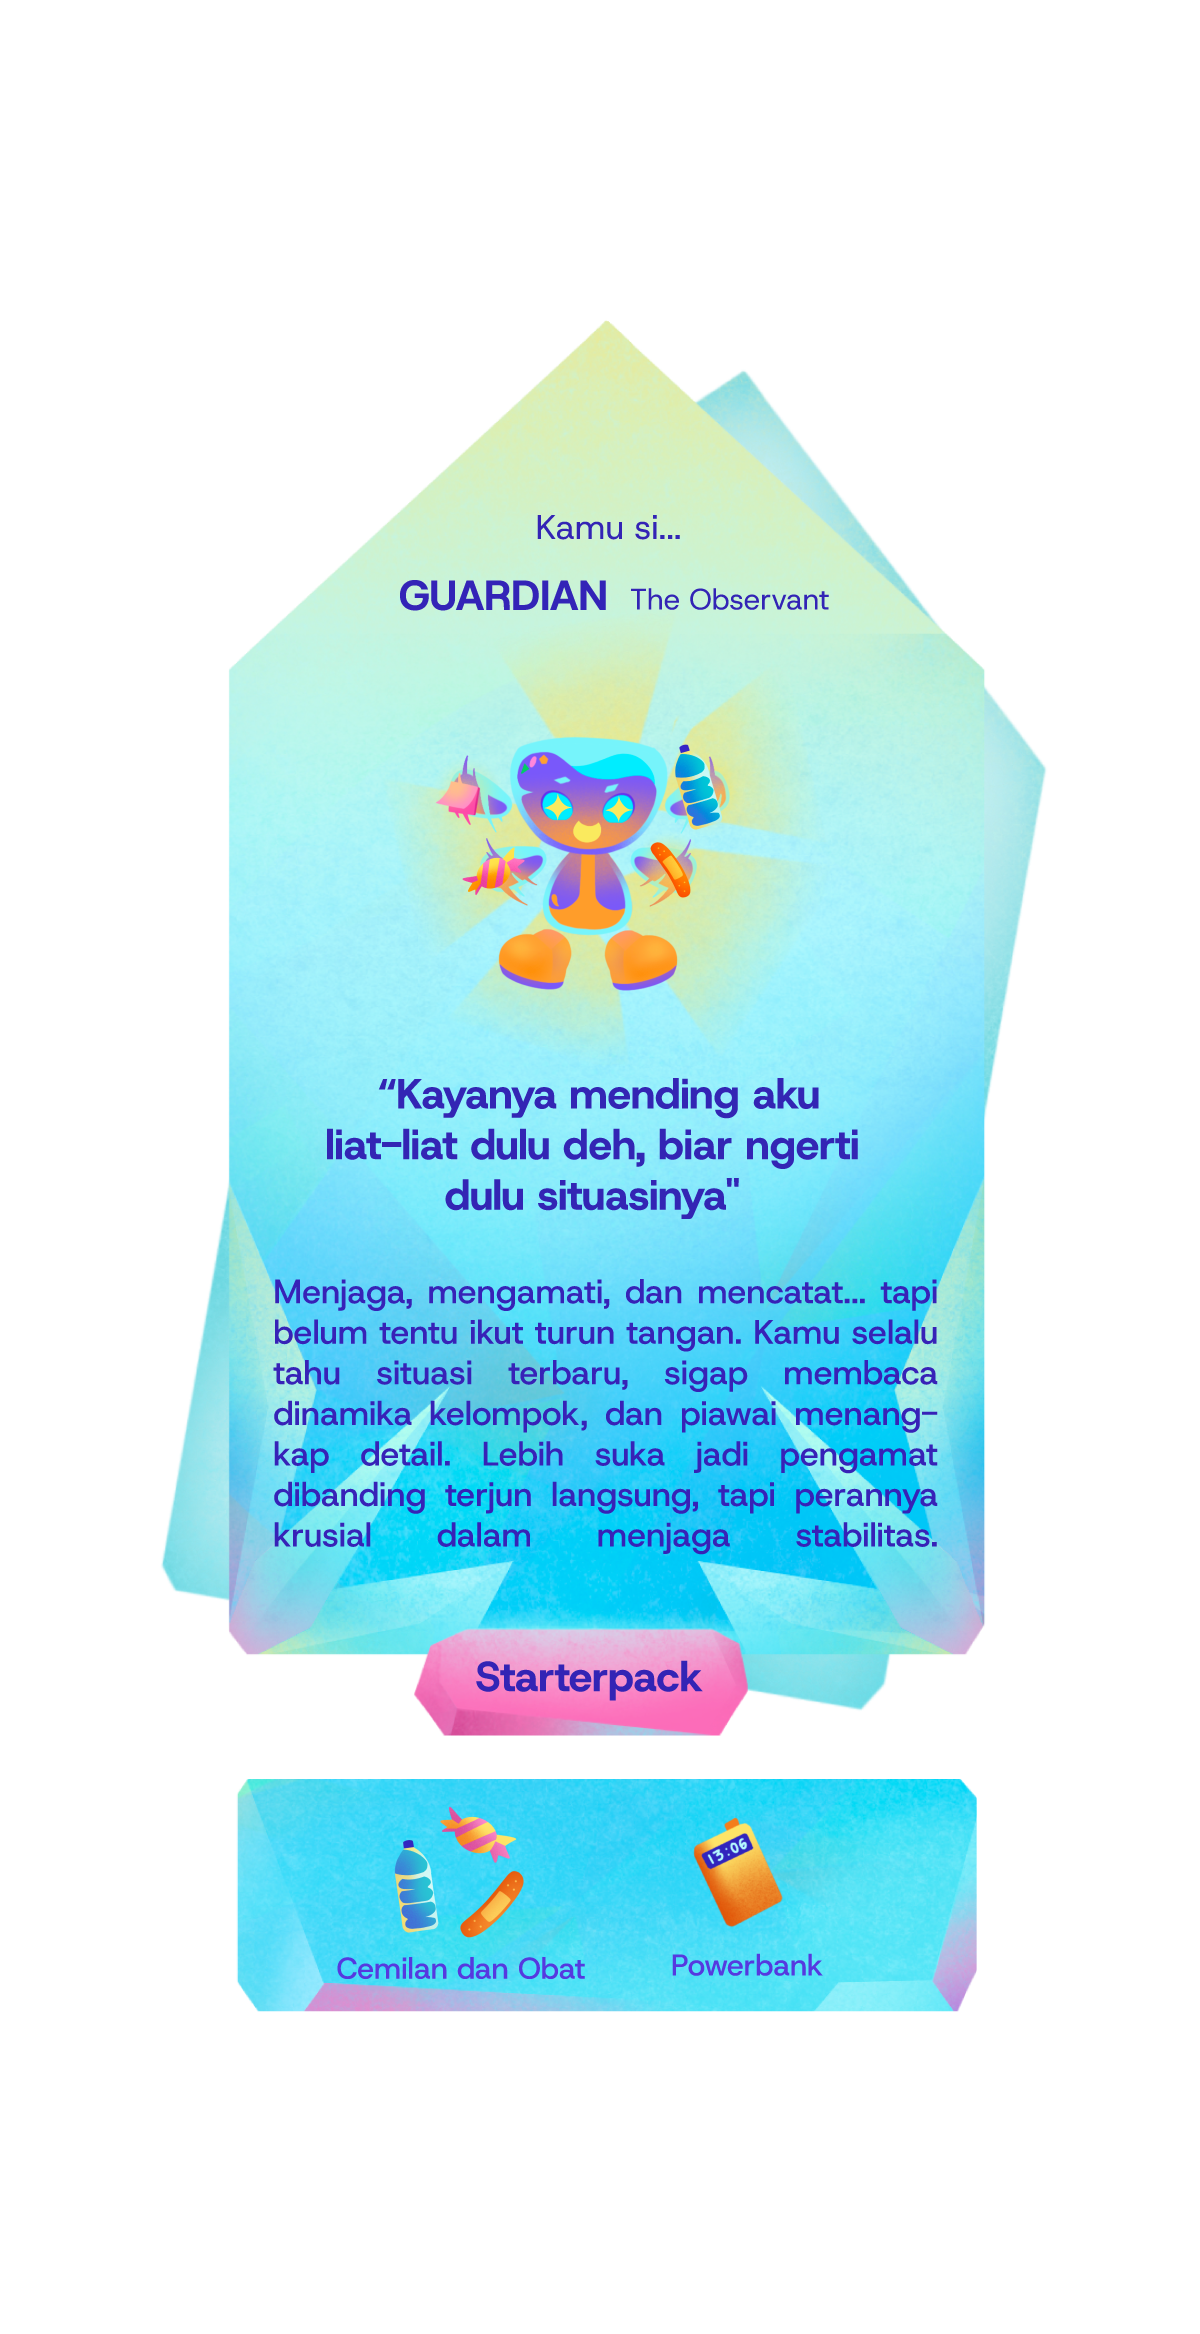 Kamu si...
GUARDIAN The Observant
“Kayanya mending aku
liat-liat dulu deh, biar ngerti
dulu situasinya"
Menjaga, mengamati, dan mencatat... tapi
belum tentu ikut turun tangan. Kamu selalu
tahu situasi terbaru, sigap membaca
dinamika kelompok, dan piawai menang-
kap detail. Lebih suka jadi pengamat
dibanding terjun langsung, tapi perannya
krusial dalam menjaga stabilitas.
Starterpack
13:06
Cemilan dan Obat
Powerbank